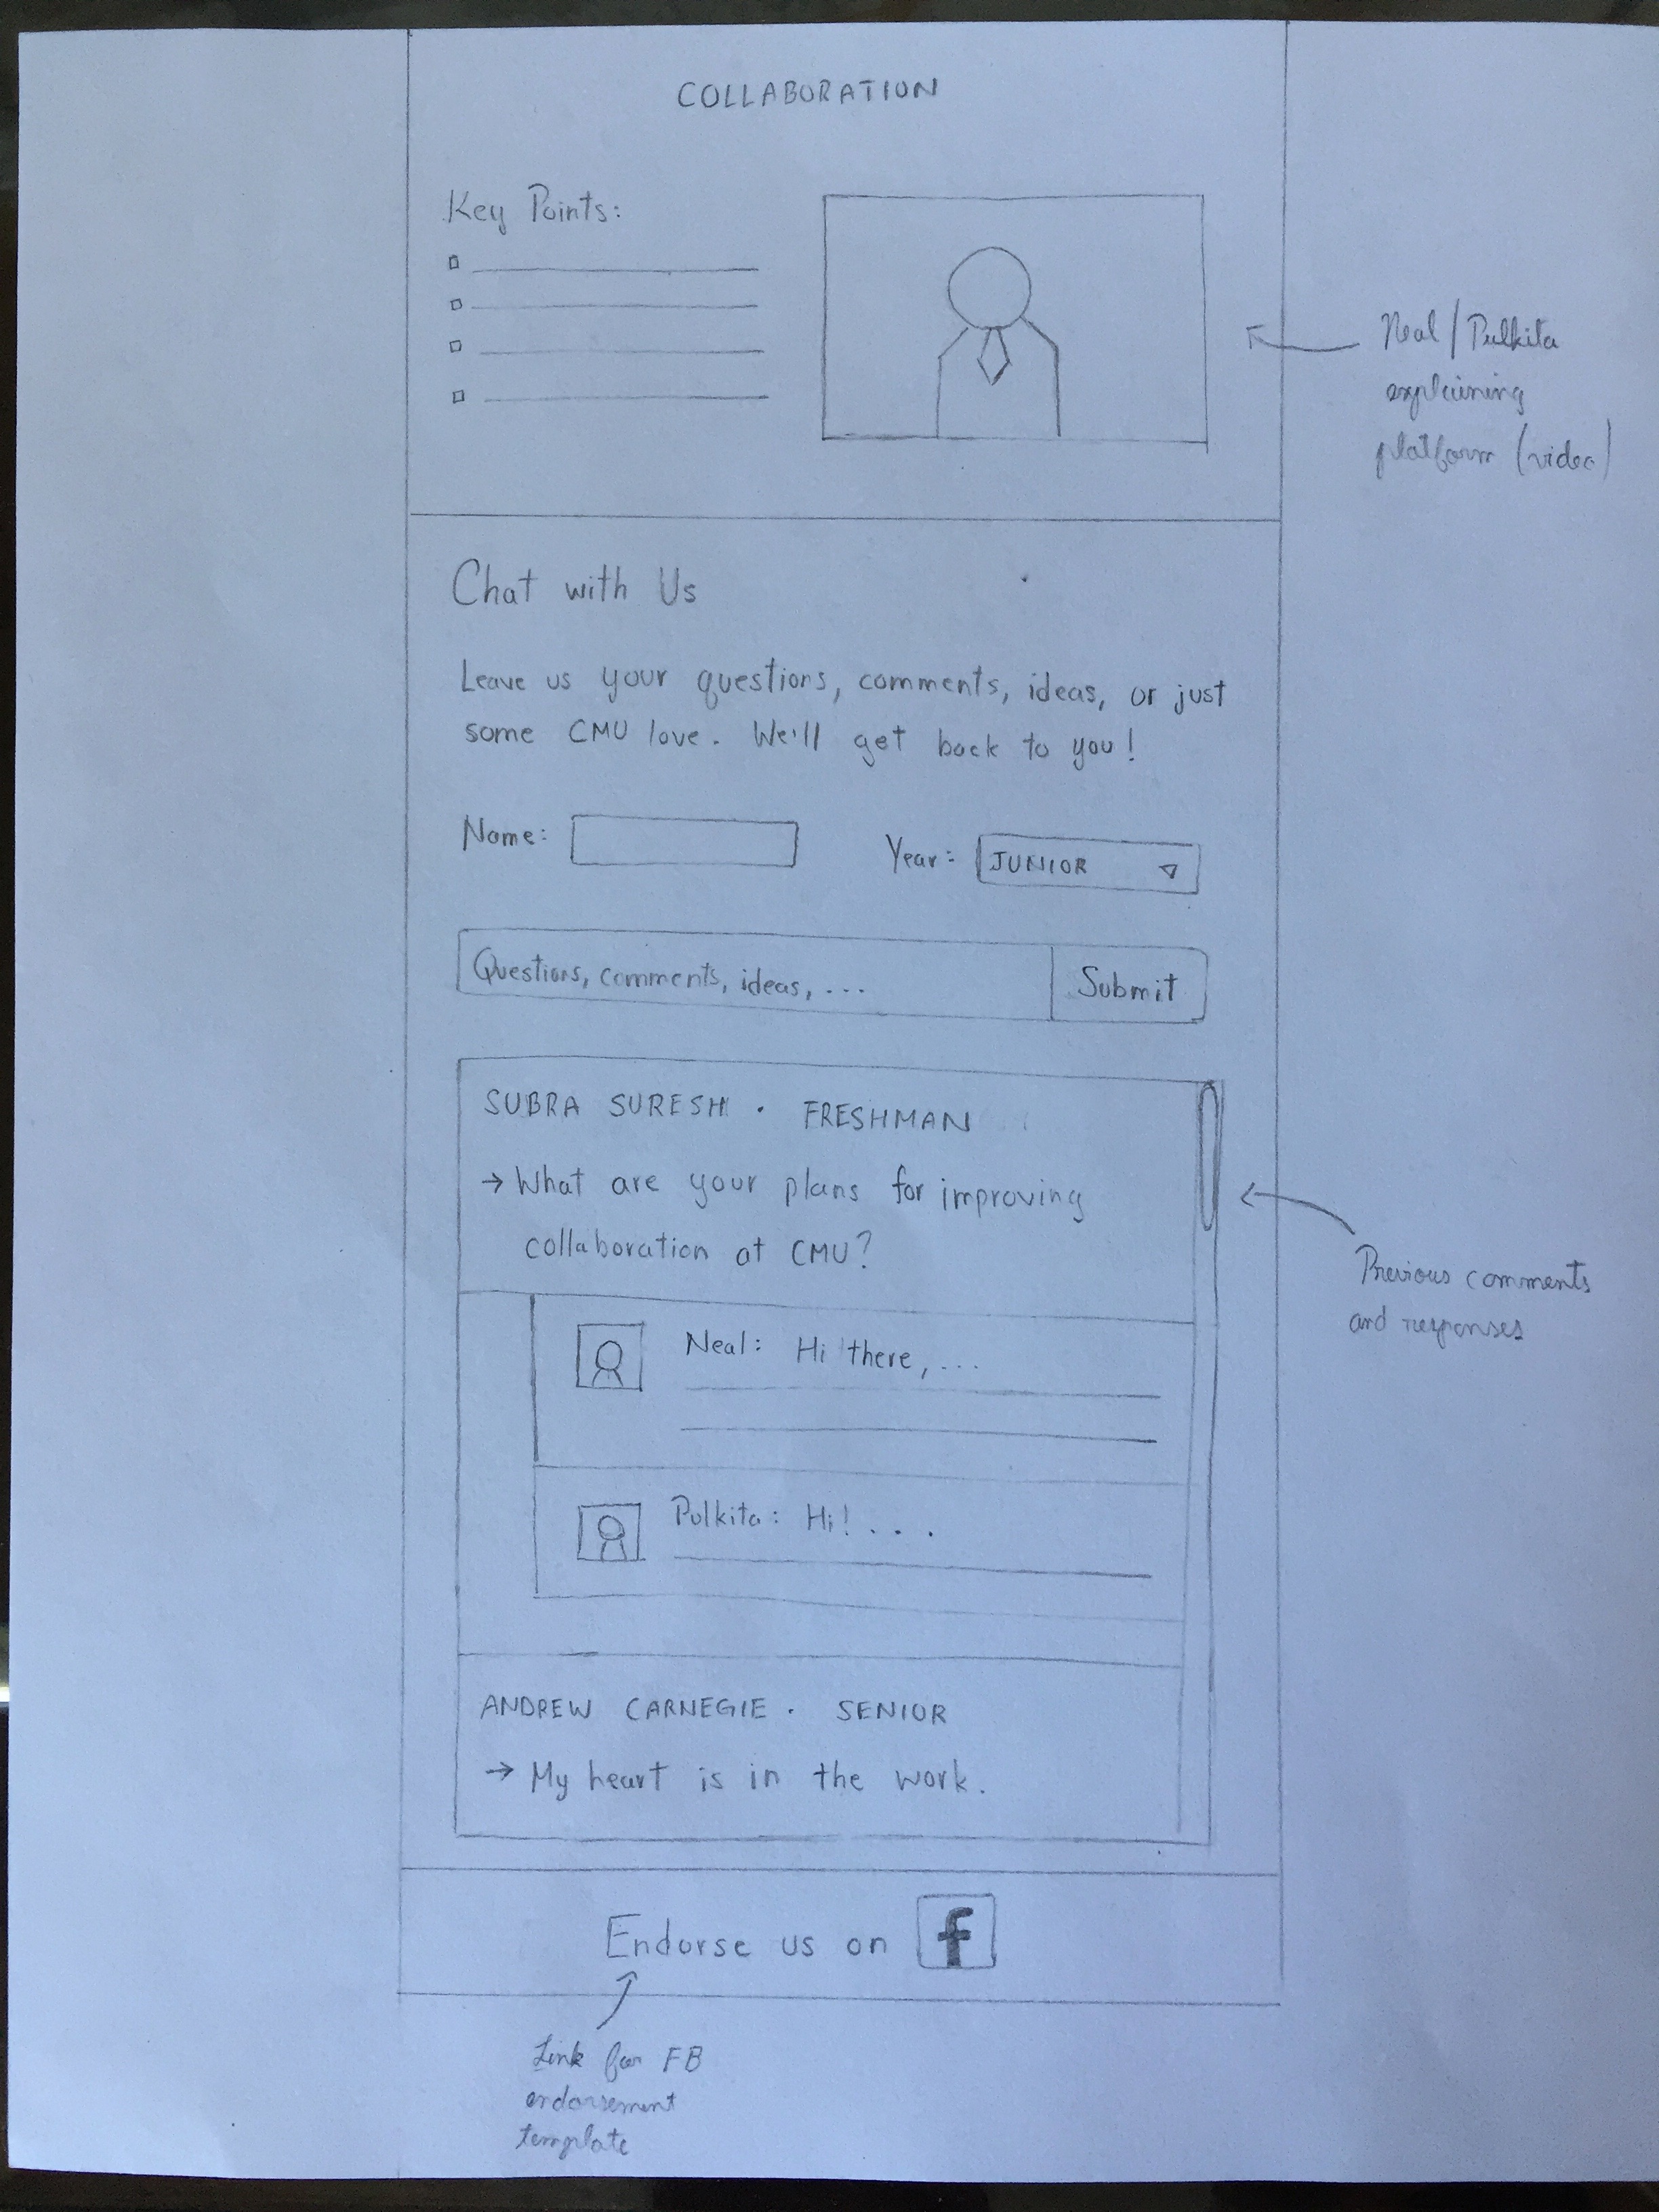 COLLABORATION
Key Points:
Neal / Pulkita
explaining
platform (video)
Chat with Us
Leave us your questions, comments, ideas, or just
some CMU love. We'll get back to you!
Name:
Year: JUNIOR
Questions, comments, ideas, ...
Submit
SUBRA SURESH · FRESHMAN
→ What are your plans for improving
collaboration at CMU?
Previous comments
and responses
Neal: Hi there, ...
Pulkita: Hi! ...
ANDREW CARNEGIE · SENIOR
→ My heart is in the work.
Endorse us on f
Link for FB
endorsement
template